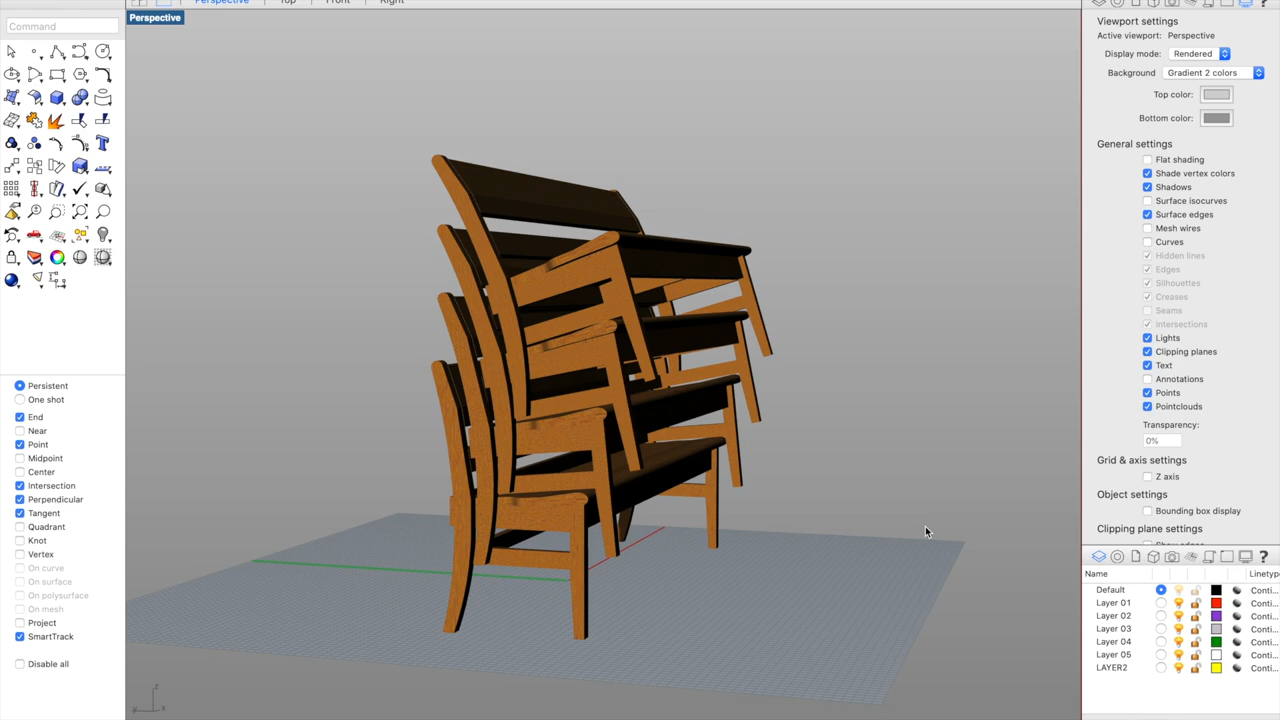 Perspective Top Front Right
Perspective
Command
Persistent
One shot
End
Near
Point
Midpoint
Center
Intersection
Perpendicular
Tangent
Quadrant
Knot
Vertex
On curve
On surface
On polysurface
On mesh
Project
SmartTrack
Disable all
z
y
x
Viewport settings
Active viewport: Perspective
Display mode: Rendered
Background Gradient 2 colors
Top color:
Bottom color:
General settings
Flat shading
Shade vertex colors
Shadows
Surface isocurves
Surface edges
Mesh wires
Curves
Hidden lines
Edges
Silhouettes
Creases
Seams
Intersections
Lights
Clipping planes
Text
Annotations
Points
Pointclouds
Transparency:
0%
Grid & axis settings
Z axis
Object settings
Bounding box display
Clipping plane settings
Name Linetyp
Default Conti...
Layer 01 Conti...
Layer 02 Conti...
Layer 03 Conti...
Layer 04 Conti...
Layer 05 Conti...
LAYER2 Conti...